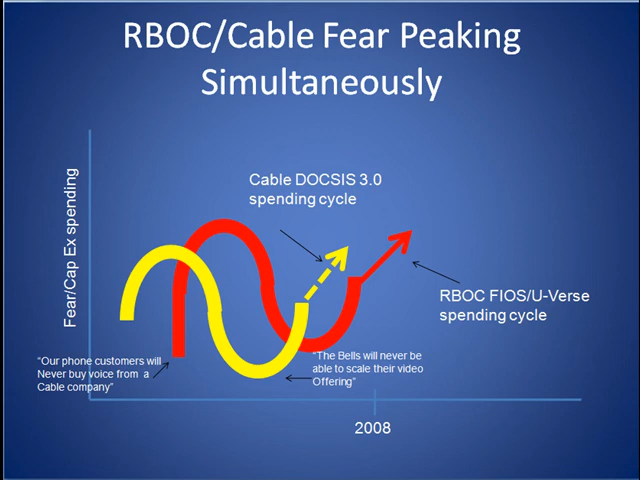 RBOC/Cable Fear Peaking
Simultaneously
Fear/Cap Ex spending
Cable DOCSIS 3.0
spending cycle
RBOC FIOS/U-Verse
spending cycle
"Our phone customers will
Never buy voice from  a
Cable company"
"The Bells will never be
able to scale their video
Offering"
2008